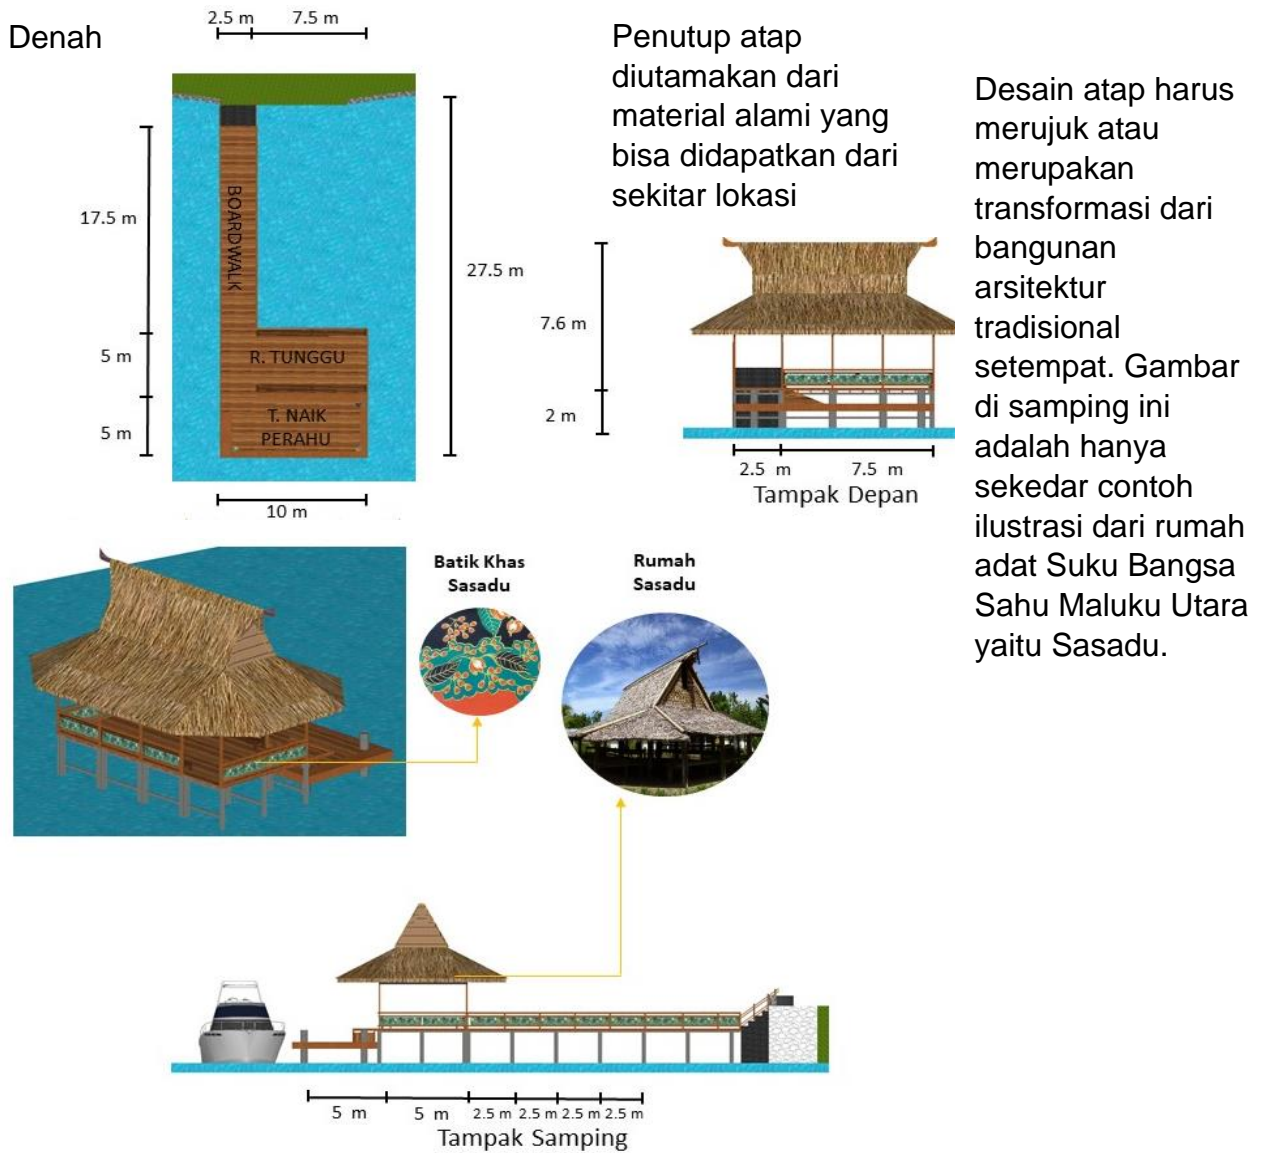 Denah
2.5 m
7.5 m
17.5 m
5 m
5 m
BOARDWALK
R. TUNGGU
T. NAIK
PERAHU
27.5 m
10 m
Penutup atap
diutamakan dari
material alami yang
bisa didapatkan dari
sekitar lokasi
7.6 m
2 m
2.5 m
7.5 m
Tampak Depan
Desain atap harus
merujuk atau
merupakan
transformasi dari
bangunan
arsitektur
tradisional
setempat. Gambar
di samping ini
adalah hanya
sekedar contoh
ilustrasi dari rumah
adat Suku Bangsa
Sahu Maluku Utara
yaitu Sasadu.
Batik Khas
Sasadu
Rumah
Sasadu
5 m
5 m
2.5 m
2.5 m
2.5 m
2.5 m
Tampak Samping